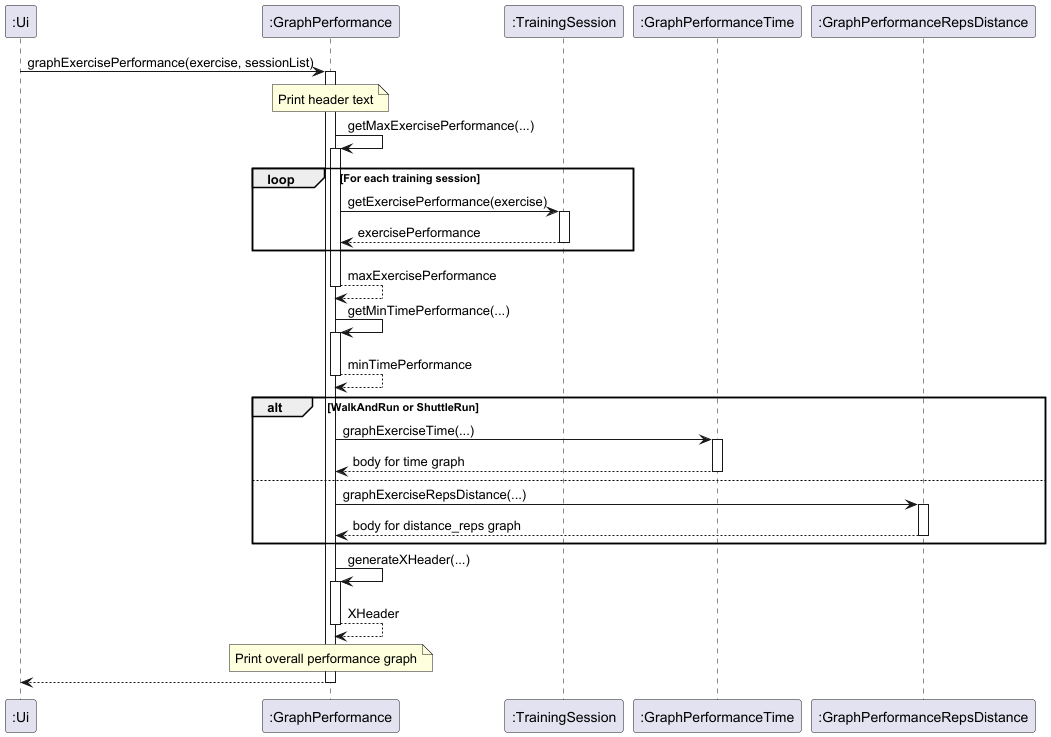 :Ui
:GraphPerformance
:TrainingSession
:GraphPerformanceTime
:GraphPerformanceRepsDistance
graphExercisePerformance(exercise, sessionList)
Print header text
getMaxExercisePerformance(...)
loop
[For each training session]
getExercisePerformance(exercise)
exercisePerformance
maxExercisePerformance
getMinTimePerformance(...)
minTimePerformance
alt
[WalkAndRun or ShuttleRun]
graphExerciseTime(...)
body for time graph
graphExerciseRepsDistance(...)
body for distance_reps graph
generateXHeader(...)
XHeader
Print overall performance graph
:Ui
:GraphPerformance
:TrainingSession
:GraphPerformanceTime
:GraphPerformanceRepsDistance